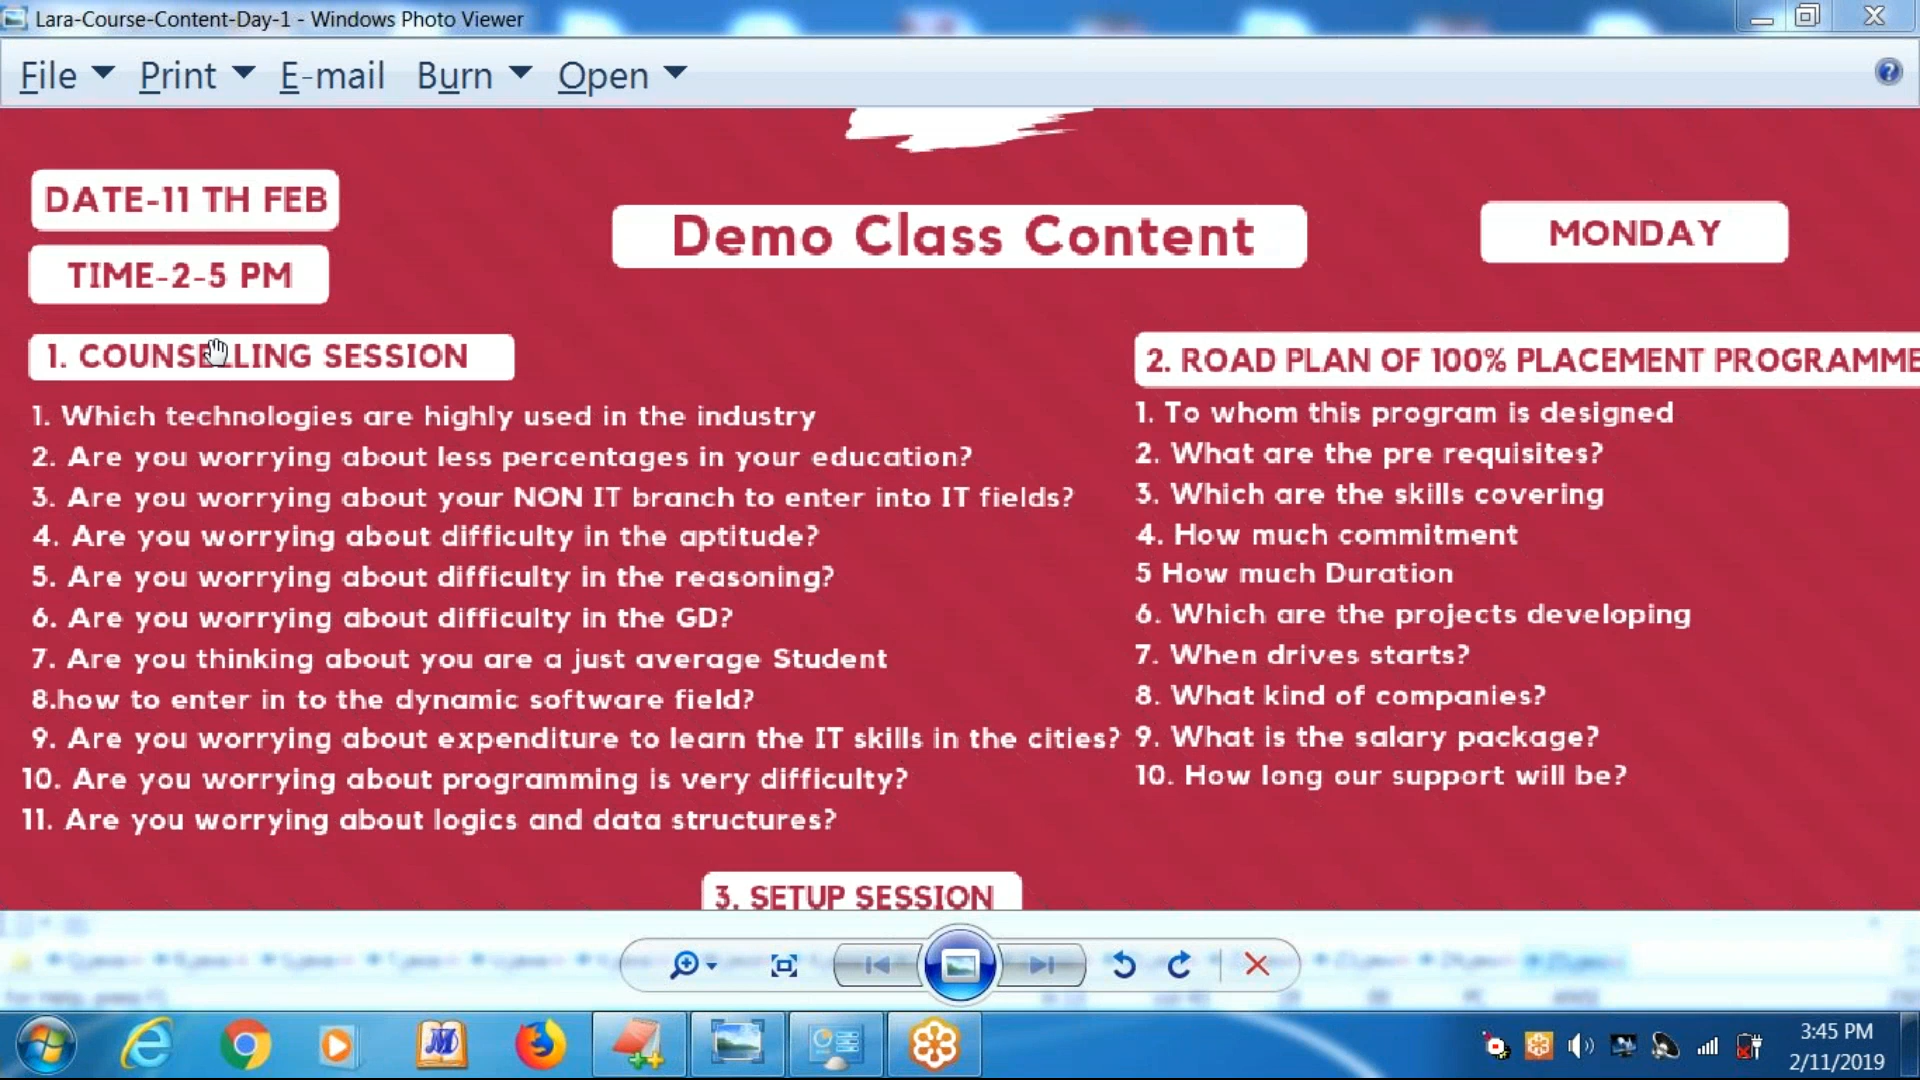 Lara-Course-Content-Day-1 - Windows Photo Viewer
File Print E-mail Burn Open
DATE-11 TH FEB
TIME-2-5 PM
Demo Class Content
MONDAY
1. COUNSELLING SESSION
1. Which technologies are highly used in the industry
2. Are you worrying about less percentages in your education?
3. Are you worrying about your NON IT branch to enter into IT fields?
4. Are you worrying about difficulty in the aptitude?
5. Are you worrying about difficulty in the reasoning?
6. Are you worrying about difficulty in the GD?
7. Are you thinking about you are a just average Student
8.how to enter in to the dynamic software field?
9. Are you worrying about expenditure to learn the IT skills in the cities?
10. Are you worrying about programming is very difficulty?
11. Are you worrying about logics and data structures?
2. ROAD PLAN OF 100% PLACEMENT PROGRAMME
1. To whom this program is designed
2. What are the pre requisites?
3. Which are the skills covering
4. How much commitment
5 How much Duration
6. Which are the projects developing
7. When drives starts?
8. What kind of companies?
9. What is the salary package?
10. How long our support will be?
3. SETUP SESSION
3:45 PM
2/11/2019